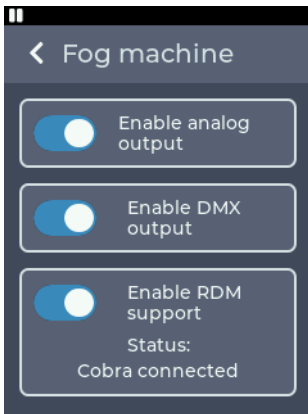 Fog machine
Enable analog
output
Enable DMX
output
Enable RDM
support
Status:
Cobra connected